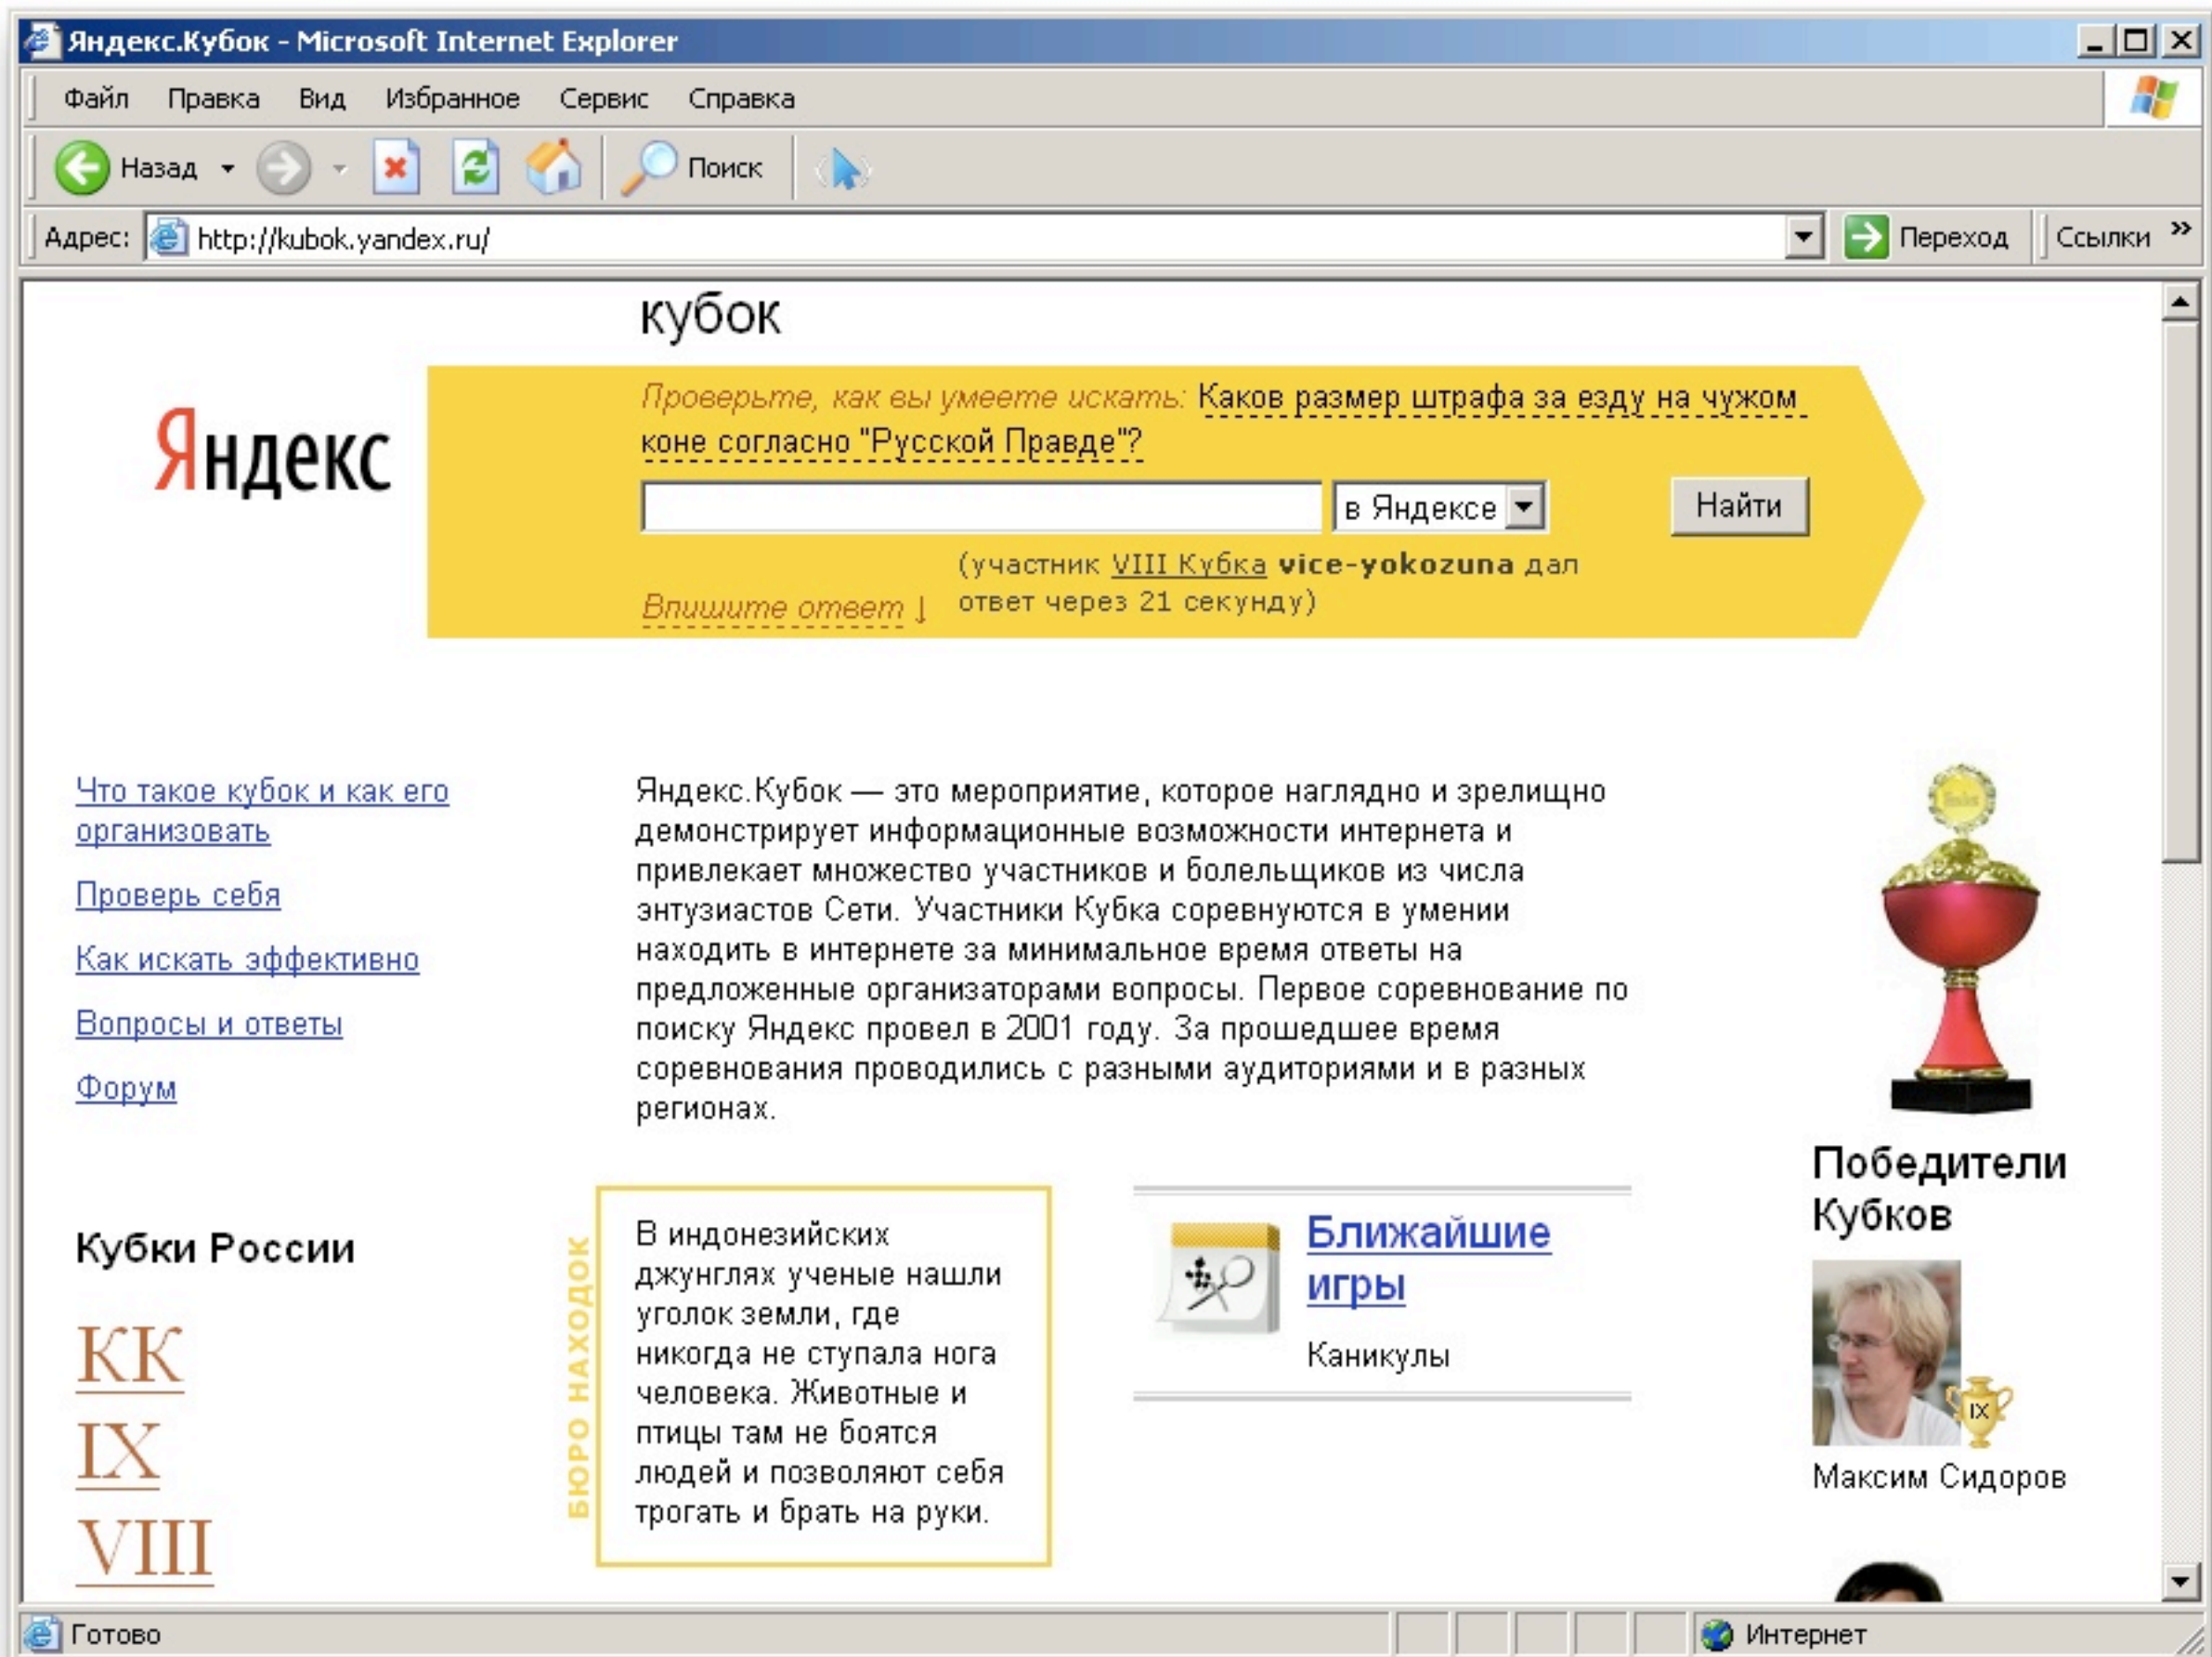 Яндекс.Кубок - Microsoft Internet Explorer
Файл Правка Вид Избранное Сервис Справка
Назад Поиск
Адрес: http://kubok.yandex.ru/ Переход Ссылки »
кубок
Яндекс
Проверьте, как вы умеете искать: Каков размер штрафа за езду на чужом
коне согласно "Русской Правде"?
в Яндексе Найти
Впишите ответ ↓
(участник VIII Кубка vice-yokozuna дал
ответ через 21 секунду)
Что такое кубок и как его
организовать
Проверь себя
Как искать эффективно
Вопросы и ответы
Форум
Кубки России
КК
IX
VIII
Яндекс.Кубок — это мероприятие, которое наглядно и зрелищно
демонстрирует информационные возможности интернета и
привлекает множество участников и болельщиков из числа
энтузиастов Сети. Участники Кубка соревнуются в умении
находить в интернете за минимальное время ответы на
предложенные организаторами вопросы. Первое соревнование по
поиску Яндекс провел в 2001 году. За прошедшее время
соревнования проводились с разными аудиториями и в разных
регионах.
БЮРО НАХОДОК
В индонезийских
джунглях ученые нашли
уголок земли, где
никогда не ступала нога
человека. Животные и
птицы там не боятся
людей и позволяют себя
трогать и брать на руки.
Ближайшие
игры
Каникулы
Победители
Кубков
IX
Максим Сидоров
Готово
Интернет